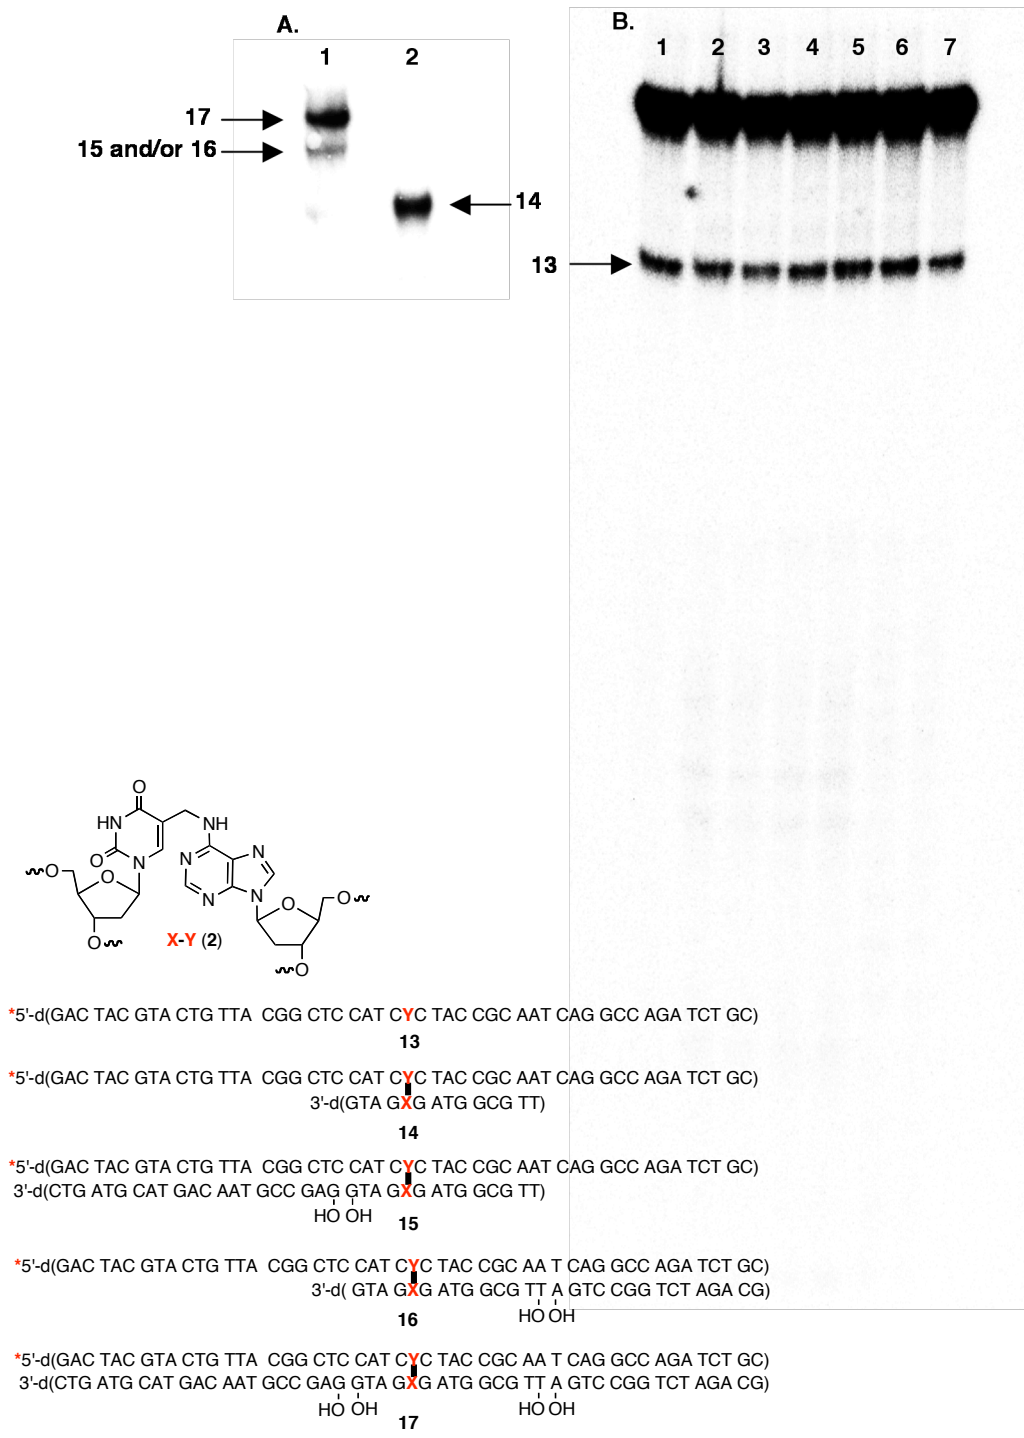 A.
1 2
17
15 and/or 16
14
B.
1 2 3 4 5 6 7
13
O
HN
NH
O
N
N
N
N
N
O
O
O
O
O
O
X-Y (2)
*5'-d(GAC TAC GTA CTG TTA CGG CTC CAT CYC TAC CGC AAT CAG GCC AGA TCT GC)
13
*5'-d(GAC TAC GTA CTG TTA CGG CTC CAT CYC TAC CGC AAT CAG GCC AGA TCT GC)
3'-d(GTA GXG ATG GCG TT)
14
*5'-d(GAC TAC GTA CTG TTA CGG CTC CAT CYC TAC CGC AAT CAG GCC AGA TCT GC)
3'-d(CTG ATG CAT GAC AAT GCC GAG GTA GXG ATG GCG TT)
HO OH
15
*5'-d(GAC TAC GTA CTG TTA CGG CTC CAT CYC TAC CGC AA T CAG GCC AGA TCT GC)
3'-d( GTA GXG ATG GCG TT A GTC CGG TCT AGA CG)
HO OH
16
*5'-d(GAC TAC GTA CTG TTA CGG CTC CAT CYC TAC CGC AA T CAG GCC AGA TCT GC)
3'-d(CTG ATG CAT GAC AAT GCC GAG GTA GXG ATG GCG TT A GTC CGG TCT AGA CG)
HO OH HO OH
17